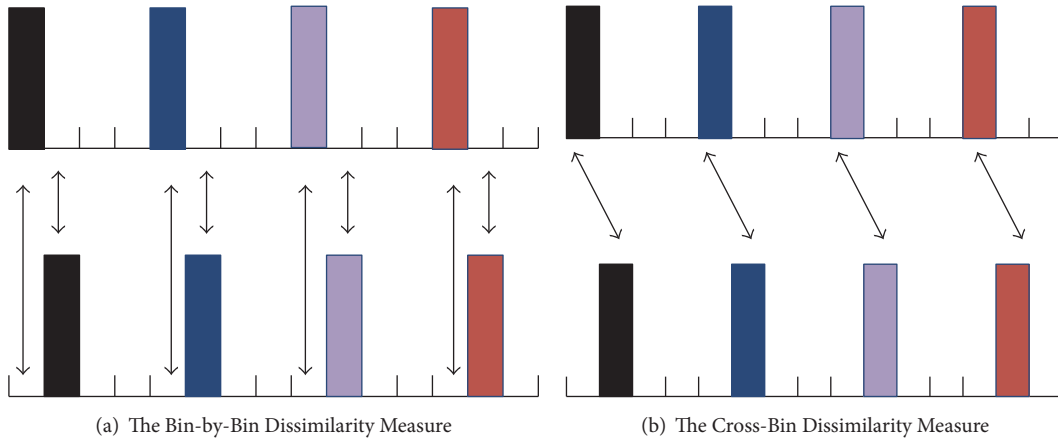 (a) The Bin-by-Bin Dissimilarity Measure
(b) The Cross-Bin Dissimilarity Measure